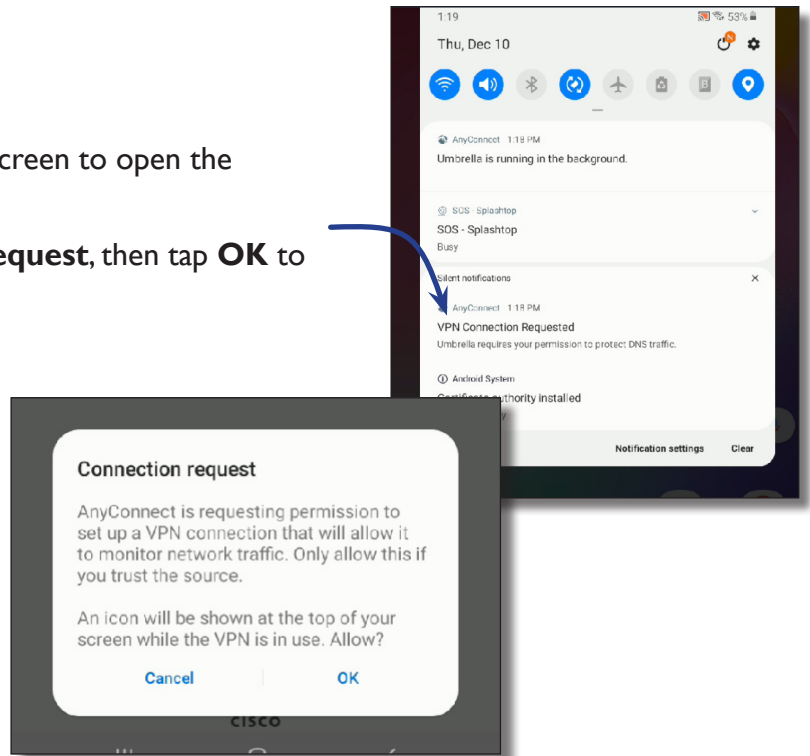 1:19 53%
Thu, Dec 10
N
AnyConnect 1:18 PM
Umbrella is running in the background.
creen to open the
SOS - Splashtop
SOS - Splashtop
Busy
equest, then tap OK to
Silent notifications
AnyConnect 1:18 PM
VPN Connection Requested
Umbrella requires your permission to protect DNS traffic.
Android System
Certificate authority installed
Notification settings Clear
Connection request
AnyConnect is requesting permission to
set up a VPN connection that will allow it
to monitor network traffic. Only allow this if
you trust the source.
An icon will be shown at the top of your
screen while the VPN is in use. Allow?
Cancel OK
cisco